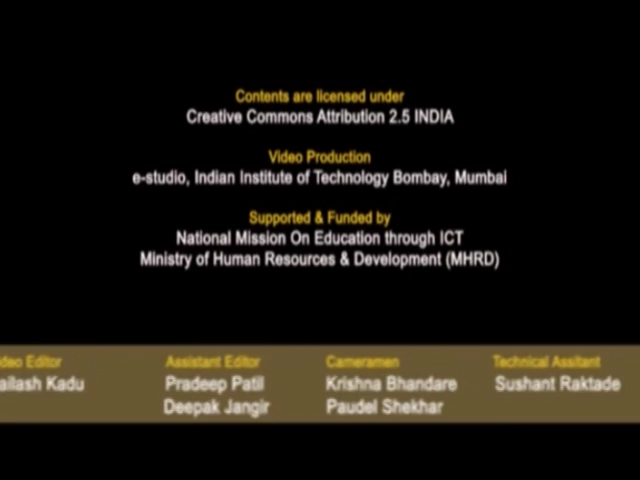 Contents are licensed under
Creative Commons Attribution 2.5 INDIA
Video Production
e-studio, Indian Institute of Technology Bombay, Mumbai
Supported & Funded by
National Mission On Education through ICT
Ministry of Human Resources & Development (MHRD)
deo Editor Assistant Editor Cameramen Technical Assitant
ailash Kadu Pradeep Patil Krishna Bhandare Sushant Raktade
Deepak Jangir Paudel Shekhar